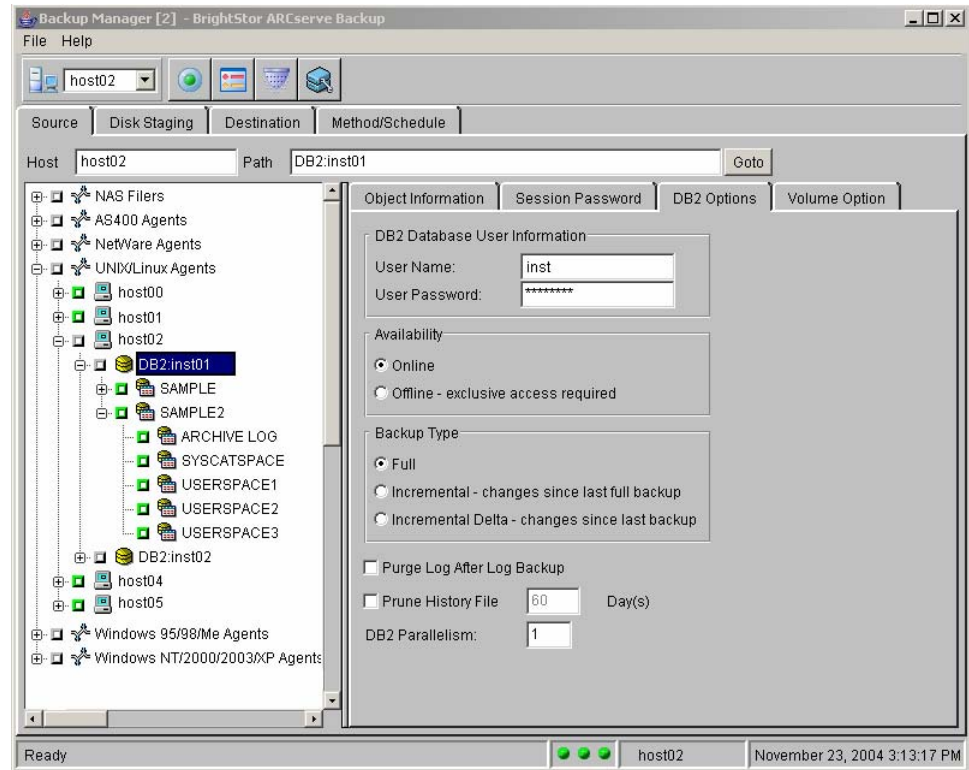 Backup Manager [2] - BrightStor ARCserve Backup
File Help
host02
Source Disk Staging Destination Method/Schedule
Host host02 Path DB2:inst01 Goto
NAS Filers
AS400 Agents
NetWare Agents
UNIX/Linux Agents
host00
host01
host02
DB2:inst01
SAMPLE
SAMPLE2
ARCHIVE LOG
SYSCATSPACE
USERSPACE1
USERSPACE2
USERSPACE3
DB2:inst02
host04
host05
Windows 95/98/Me Agents
Windows NT/2000/2003/XP Agents
Object Information Session Password DB2 Options Volume Option
DB2 Database User Information
User Name: inst
User Password: ********
Availability
Online
Offline - exclusive access required
Backup Type
Full
Incremental - changes since last full backup
Incremental Delta - changes since last backup
Purge Log After Log Backup
Prune History File 60 Day(s)
DB2 Parallelism: 1
Ready host02 November 23, 2004 3:13:17 PM